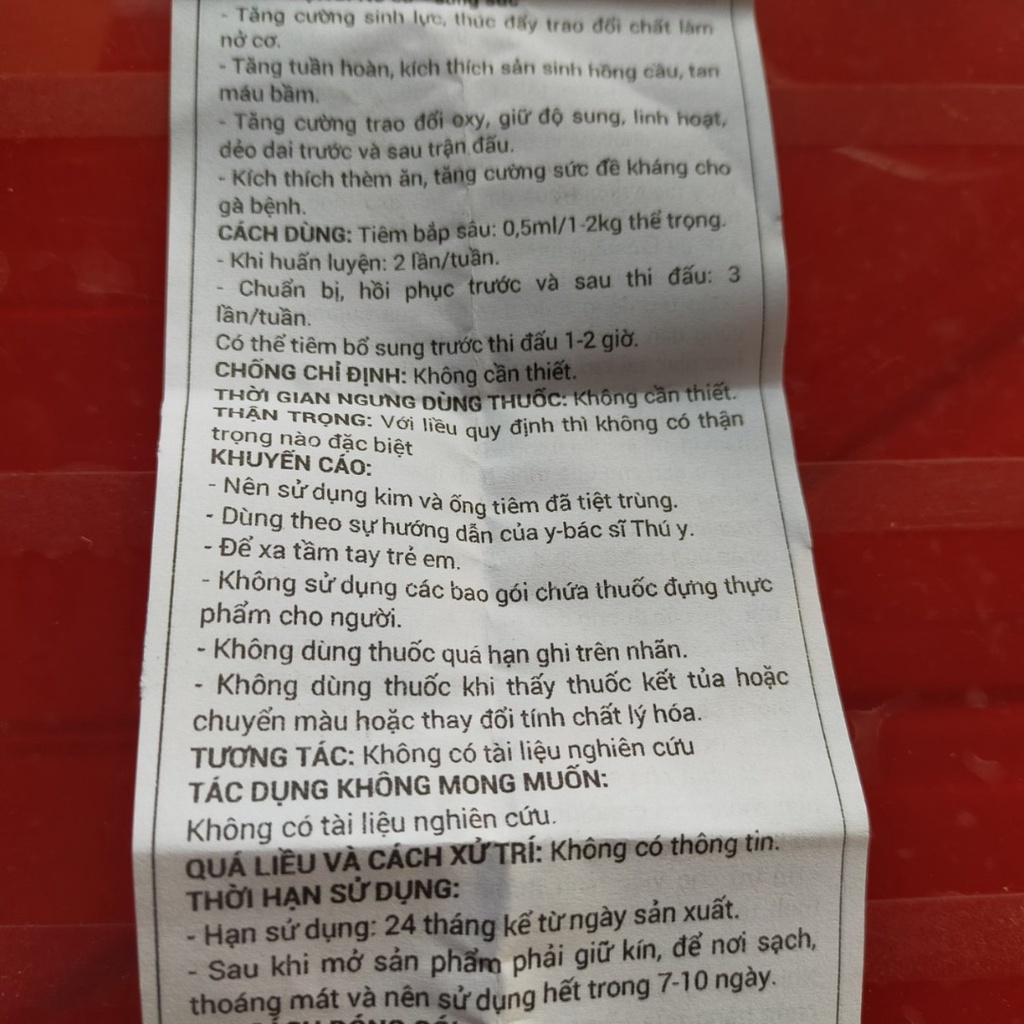 - Tăng cường sinh lực, thúc đẩy trao đổi chất làm
nở cơ.
- Tăng tuần hoàn, kích thích sản sinh hồng cầu, tan
máu bầm.
- Tăng cường trao đổi oxy, giữ độ sung, linh hoạt,
dẻo dai trước và sau trận đấu.
- Kích thích thèm ăn, tăng cường sức đề kháng cho
gà bệnh.
CÁCH DÙNG: Tiêm bắp sâu: 0,5ml/1-2kg thể trọng.
- Khi huấn luyện: 2 lần/tuần.
- Chuẩn bị, hồi phục trước và sau thi đấu: 3
lần/tuần.
Có thể tiêm bổ sung trước thi đấu 1-2 giờ.
CHỐNG CHỈ ĐỊNH: Không cần thiết.
THỜI GIAN NGƯNG DÙNG THUỐC: Không cần thiết.
THẬN TRỌNG: Với liều quy định thì không có thận
trọng nào đặc biệt
KHUYẾN CÁO:
- Nên sử dụng kim và ống tiêm đã tiệt trùng.
- Dùng theo sự hướng dẫn của y-bác sĩ Thú y.
- Để xa tầm tay trẻ em.
- Không sử dụng các bao gói chứa thuốc đựng thực
phẩm cho người.
- Không dùng thuốc quá hạn ghi trên nhãn.
- Không dùng thuốc khi thấy thuốc kết tủa hoặc
chuyển màu hoặc thay đổi tính chất lý hóa.
TƯƠNG TÁC: Không có tài liệu nghiên cứu
TÁC DỤNG KHÔNG MONG MUỐN:
Không có tài liệu nghiên cứu.
QUÁ LIỀU VÀ CÁCH XỬ TRÍ: Không có thông tin.
THỜI HẠN SỬ DỤNG:
- Hạn sử dụng: 24 tháng kể từ ngày sản xuất.
- Sau khi mở sản phẩm phải giữ kín, để nơi sạch,
thoáng mát và nên sử dụng hết trong 7-10 ngày.